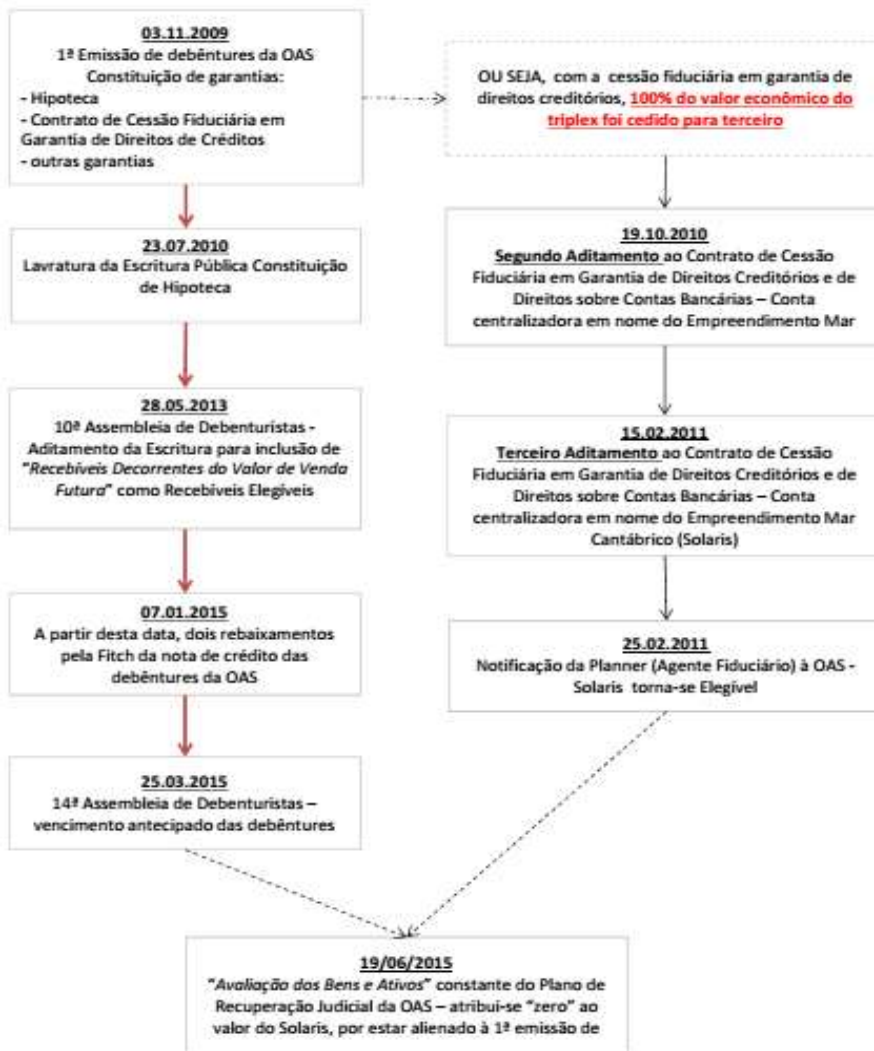 03.11.2009
1ª Emissão de debêntures da OAS
Constituição de garantias:
- Hipoteca
- Contrato de Cessão Fiduciária em
Garantia de Direitos de Créditos
- outras garantias
23.07.2010
Lavratura da Escritura Pública Constituição
de Hipoteca
28.05.2013
10ª Assembleia de Debenturistas -
Aditamento da Escritura para inclusão de
"Recebíveis Decorrentes do Valor de Venda
Futura" como Recebíveis Elegíveis
07.01.2015
A partir desta data, dois rebaixamentos
pela Fitch da nota de crédito das
debêntures da OAS
25.03.2015
14ª Assembleia de Debenturistas –
vencimento antecipado das debêntures
OU SEJA, com a cessão fiduciária em garantia de
direitos creditórios, 100% do valor econômico do
triplex foi cedido para terceiro
19.10.2010
Segundo Aditamento ao Contrato de Cessão
Fiduciária em Garantia de Direitos Creditórios e de
Direitos sobre Contas Bancárias – Conta
centralizadora em nome do Empreendimento Mar
15.02.2011
Terceiro Aditamento ao Contrato de Cessão
Fiduciária em Garantia de Direitos Creditórios e de
Direitos sobre Contas Bancárias – Conta
centralizadora em nome do Empreendimento Mar
Cantábrico (Solaris)
25.02.2011
Notificação da Planner (Agente Fiduciário) à OAS -
Solaris torna-se Elegível
19/06/2015
"Avaliação dos Bens e Ativos" constante do Plano de
Recuperação Judicial da OAS – atribui-se "zero" ao
valor do Solaris, por estar alienado à 1ª emissão de